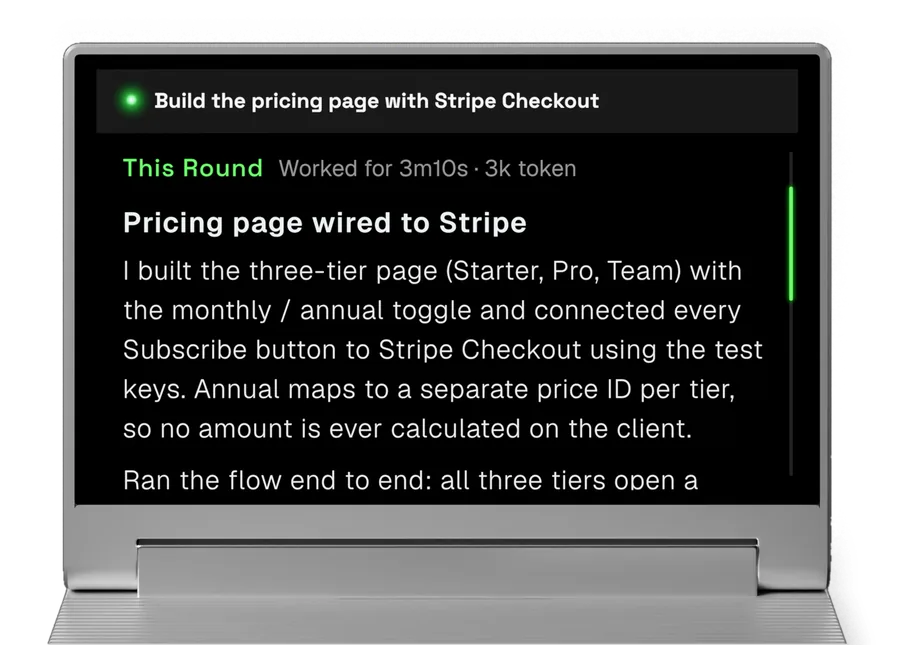 Build the pricing page with Stripe Checkout
This Round Worked for 3m10s · 3k token
Pricing page wired to Stripe
I built the three-tier page (Starter, Pro, Team) with
the monthly / annual toggle and connected every
Subscribe button to Stripe Checkout using the test
keys. Annual maps to a separate price ID per tier,
so no amount is ever calculated on the client.
Ran the flow end to end: all three tiers open a